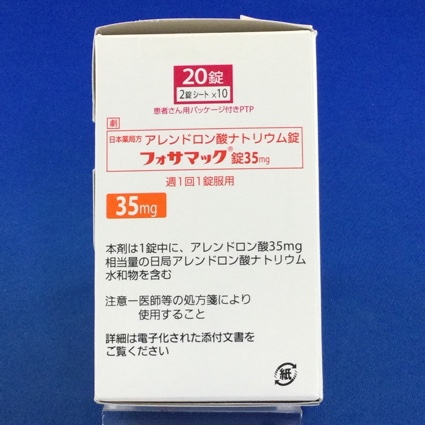 20錠
2錠シート×10
患者さん用パッケージ付きPTP
劇
日本薬局方 アレンドロン酸ナトリウム錠
フォサマック®錠35mg
週1回1錠服用
35mg
本剤は1錠中に、アレンドロン酸35mg
相当量の日局アレンドロン酸ナトリウム
水和物を含む
注意―医師等の処方箋により
使用すること
詳細は電子化された添付文書を
ご覧ください
紙